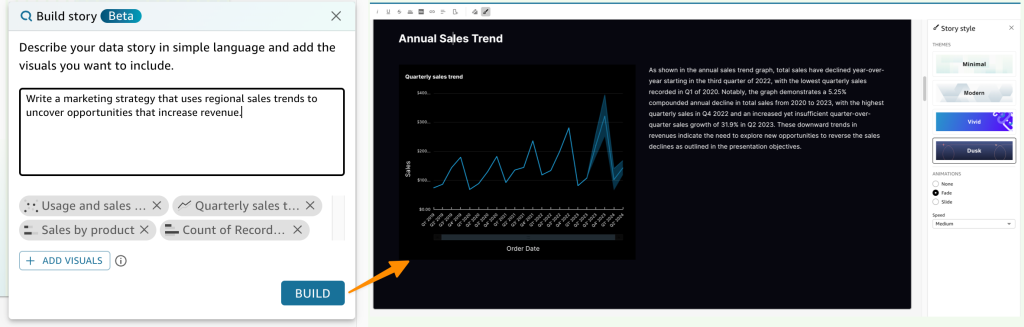 Build story Beta
Describe your data story in simple language and add the
visuals you want to include.
Write a marketing strategy that uses regional sales trends to
uncover opportunities that increase revenue.
Usage and sales ...
Quarterly sales t...
Sales by product
Count of Record...
+ ADD VISUALS
BUILD
Annual Sales Trend
Quarterly sales trend
$400...
$300...
$200...
$100...
$0.00
Sales
Order Date
As shown in the annual sales trend graph, total sales have declined year-over-
year starting in the third quarter of 2022, with the lowest quarterly sales
recorded in Q1 of 2020. Notably, the graph demonstrates a 5.25%
compounded annual decline in total sales from 2020 to 2023, with the highest
quarterly sales in Q4 2022 and an increased yet insufficient quarter-over-
quarter sales growth of 31.9% in Q2 2023. These downward trends in
revenues indicate the need to explore new opportunities to reverse the sales
declines as outlined in the presentation objectives.
Story style
THEMES
Minimal
Modern
Vivid
Dusk
ANIMATIONS
None
Fade
Slide
Speed
Medium